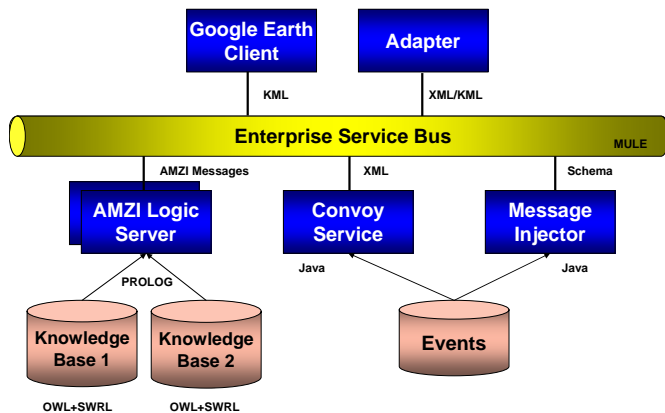 Google Earth
Client
Adapter
KML
XML/KML
Enterprise Service Bus
MULE
AMZI Messages
XML
Schema
AMZI Logic
Server
Convoy
Service
Message
Injector
Java
Java
PROLOG
Knowledge
Base 1
Knowledge
Base 2
Events
OWL+SWRL
OWL+SWRL